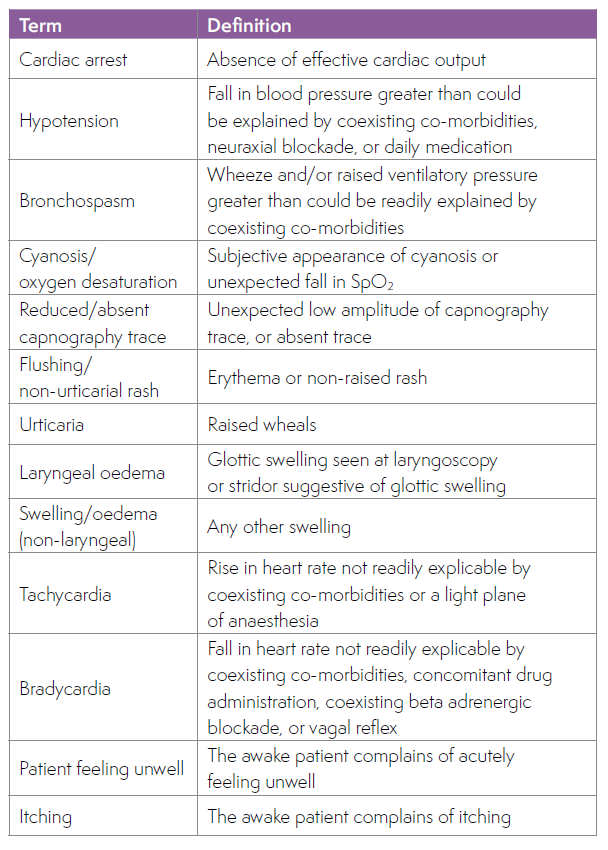 Term Definition
Cardiac arrest Absence of effective cardiac output
Hypotension
Fall in blood pressure greater than could
be explained by coexisting co-morbidities,
neuraxial blockade, or daily medication
Bronchospasm
Wheeze and/or raised ventilatory pressure
greater than could be readily explained by
coexisting co-morbidities
Cyanosis/
oxygen desaturation
Subjective appearance of cyanosis or
unexpected fall in SpO₂
Reduced/absent
capnography trace
Unexpected low amplitude of capnography
trace, or absent trace
Flushing/
non-urticarial rash
Erythema or non-raised rash
Urticaria Raised wheals
Laryngeal oedema
Glottic swelling seen at laryngoscopy
or stridor suggestive of glottic swelling
Swelling/oedema
(non-laryngeal)
Any other swelling
Tachycardia
Rise in heart rate not readily explicable by
coexisting co-morbidities or a light plane
of anaesthesia
Bradycardia
Fall in heart rate not readily explicable by
coexisting co-morbidities, concomitant drug
administration, coexisting beta adrenergic
blockade, or vagal reflex
Patient feeling unwell
The awake patient complains of acutely
feeling unwell
Itching The awake patient complains of itching